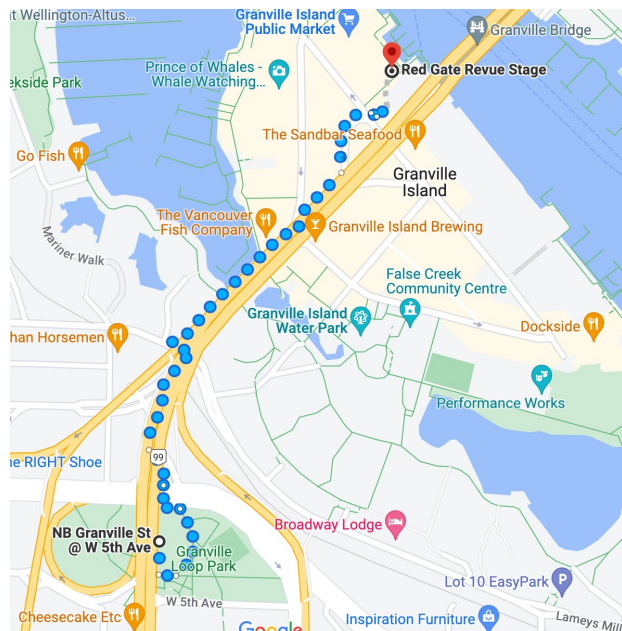 t Wellington-Altus...
Granville Island
Public Market
Granville Bridge
Prince of Whales -
Whale Watching...
Red Gate Revue Stage
ekside Park
The Sandbar Seafood
Go Fish
Granville
Island
The Vancouver
Fish Company
Granville Island Brewing
Mariner Walk
False Creek
Community Centre
Granville Island
Water Park
Dockside
han Horsemen
Performance Works
ne RIGHT Shoe
99
Broadway Lodge
NB Granville St
@ W 5th Ave
Granville
Loop Park
Lot 10 EasyPark
W 5th Ave
Cheesecake Etc
Google
Inspiration Furniture
Lameys Mill